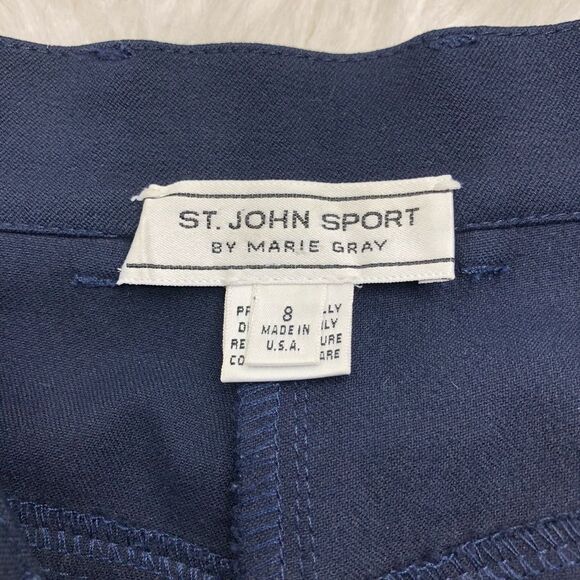 ST. JOHN SPORT
BY MARIE GRAY
8
MADE IN
U.S.A.